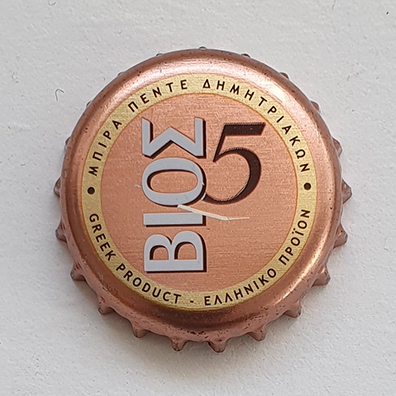 ΜΠΙΡΑ ΠΕΝΤΕ ΔΗΜΗΤΡΙΑΚΩΝ
ΒΙΟΣ 5
GREEK PRODUCT - ΕΛΛΗΝΙΚΟ ΠΡΟΪΟΝ